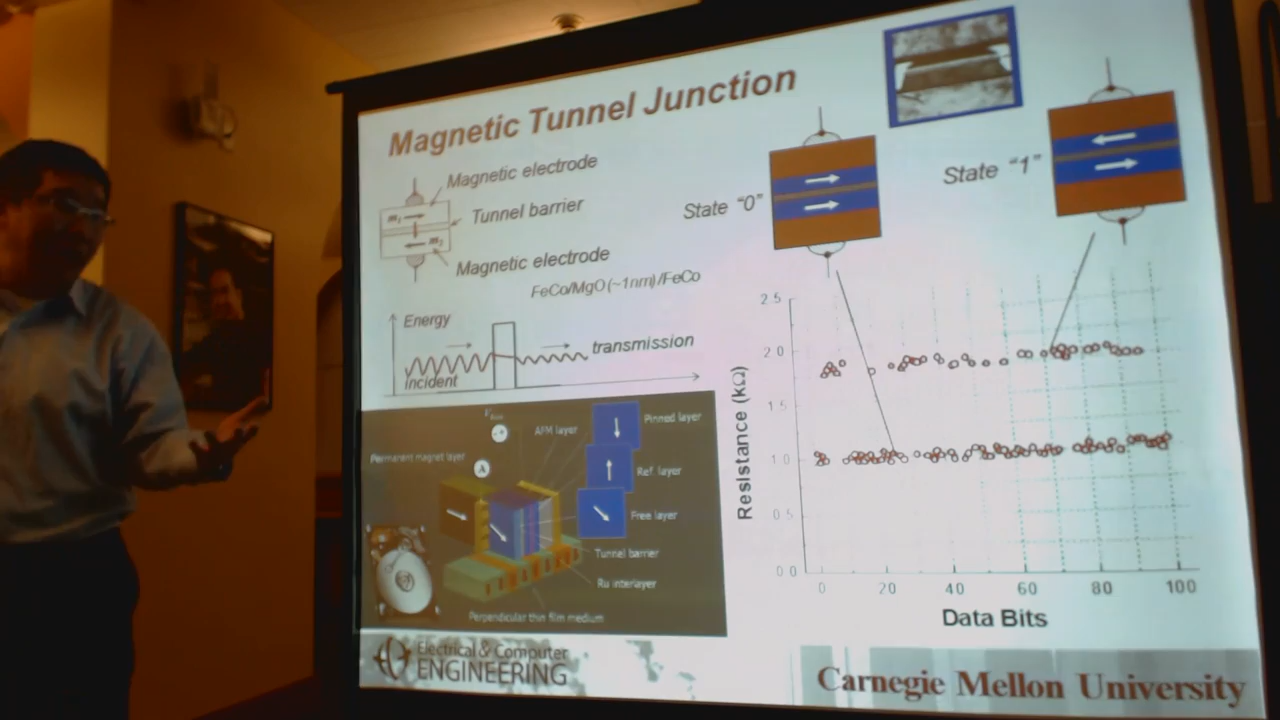 Magnetic Tunnel Junction
Magnetic electrode
Tunnel barrier
Magnetic electrode
m1
m2
FeCo/MgO (~1nm)/FeCo
Energy
transmission
incident
State "0"
State "1"
2.5
2.0
1.5
1.0
0.5
0.0
Resistance (kΩ)
0 20 40 60 80 100
Data Bits
Pinned layer
AFM layer
Permanent magnet layer
A
Ref. layer
Free layer
Tunnel barrier
Ru interlayer
Perpendicular thin film medium
Electrical & Computer
ENGINEERING
Carnegie Mellon University